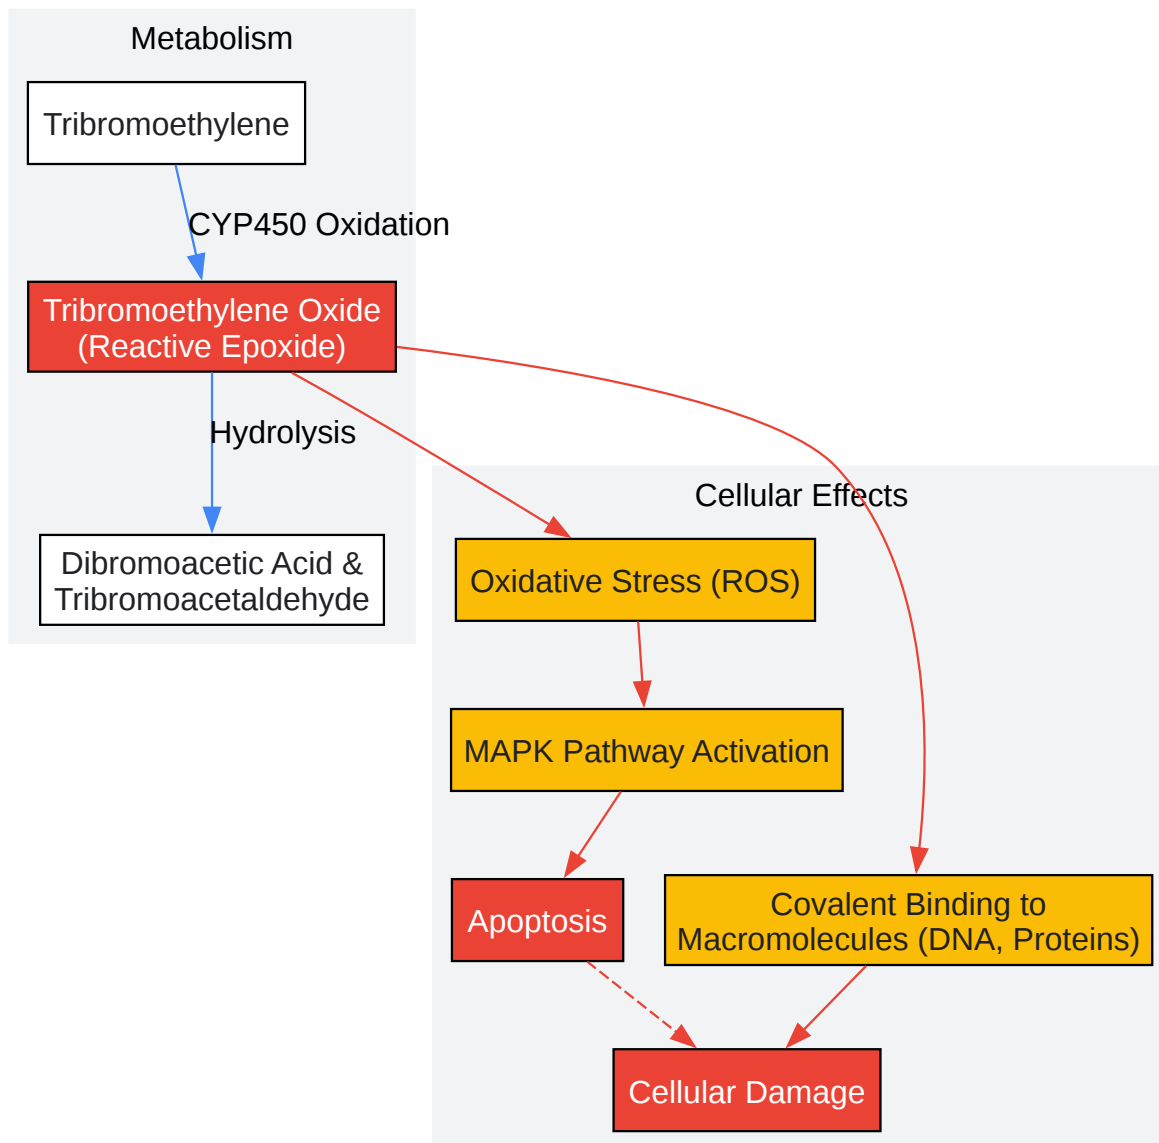 Metabolism
Tribromoethylene
CYP450 Oxidation
Tribromoethylene Oxide
(Reactive Epoxide)
Hydrolysis
Dibromoacetic Acid &
Tribromoacetaldehyde
Cellular Effects
Oxidative Stress (ROS)
MAPK Pathway Activation
Apoptosis
Covalent Binding to
Macromolecules (DNA, Proteins)
Cellular Damage